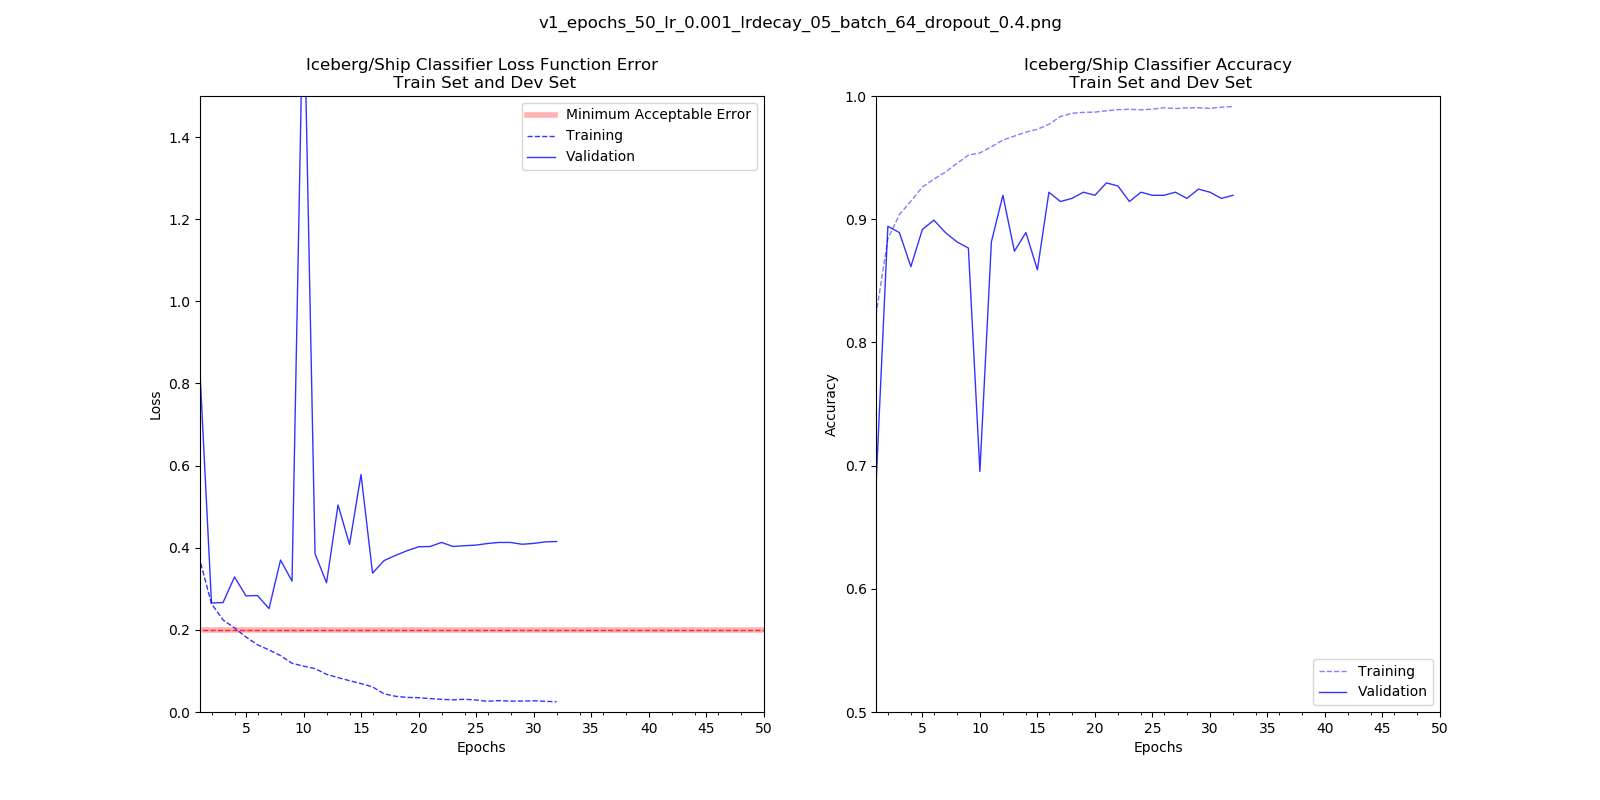 v1_epochs_50_lr_0.001_lrdecay_05_batch_64_dropout_0.4.png
Iceberg/Ship Classifier Loss Function Error
Train Set and Dev Set
1.4
1.2
1.0
0.8
0.6
0.4
0.2
0.0
Loss
Minimum Acceptable Error
Training
Validation
5 10 15 20 25 30 35 40 45 50
Epochs
Iceberg/Ship Classifier Accuracy
Train Set and Dev Set
1.0
0.9
0.8
0.7
0.6
0.5
Accuracy
Training
Validation
5 10 15 20 25 30 35 40 45 50
Epochs